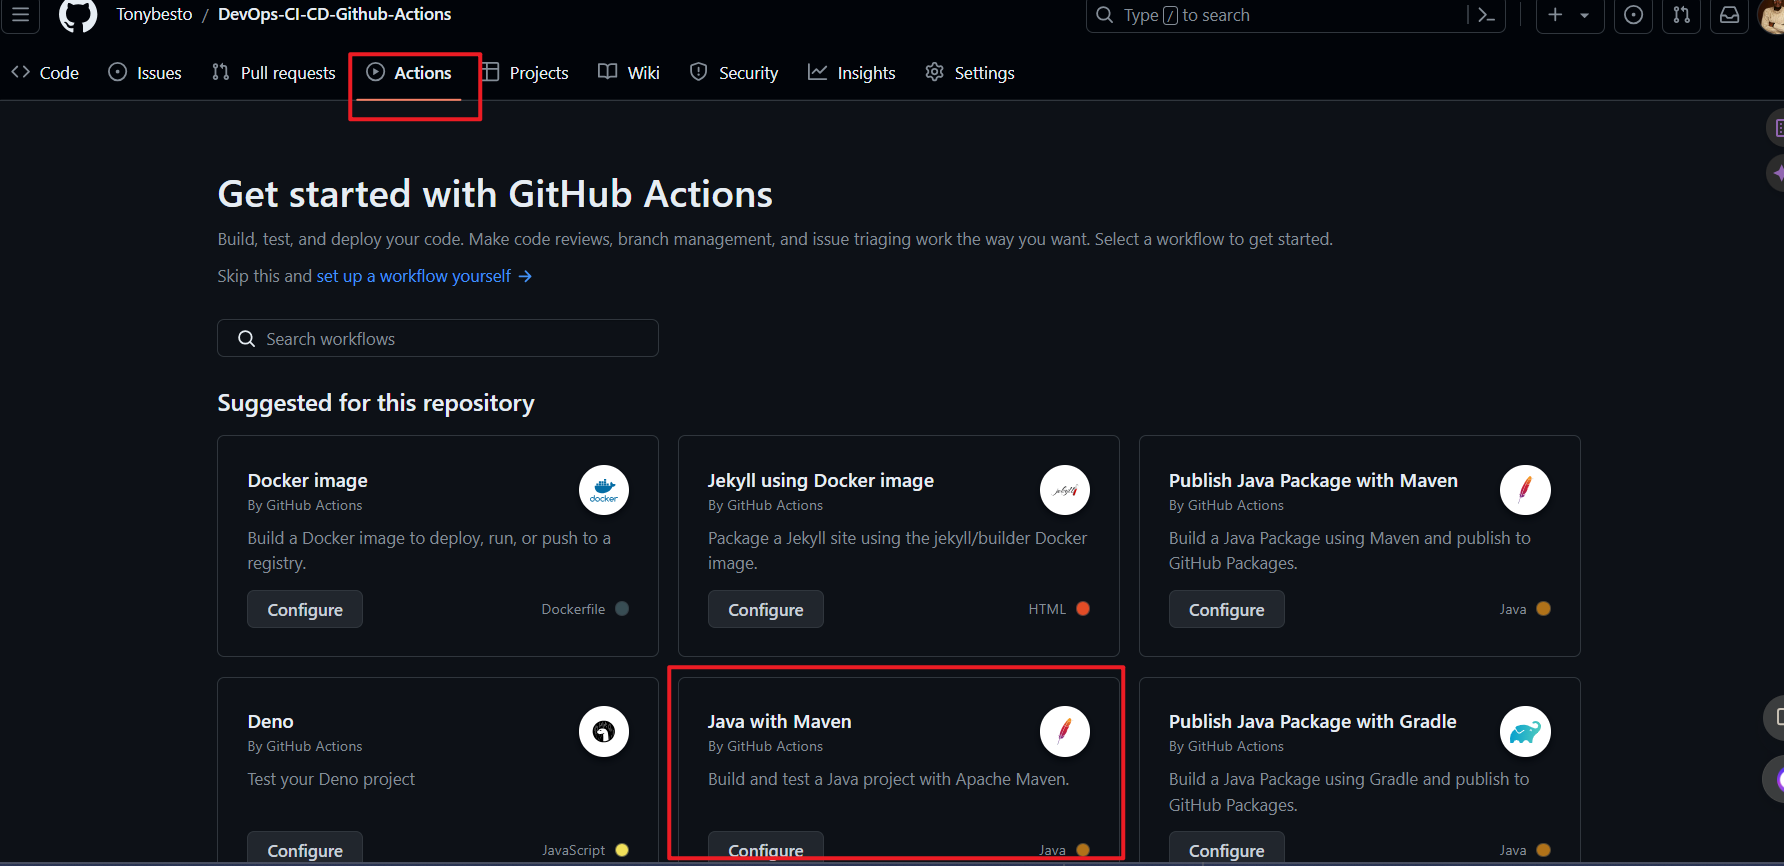 Tonybesto / DevOps-CI-CD-Github-Actions
Type / to search
Code Issues Pull requests Actions Projects Wiki Security Insights Settings
Get started with GitHub Actions
Build, test, and deploy your code. Make code reviews, branch management, and issue triaging work the way you want. Select a workflow to get started.
Skip this and set up a workflow yourself →
Search workflows
Suggested for this repository
Docker image
By GitHub Actions
docker
Build a Docker image to deploy, run, or push to a
registry.
Configure
Dockerfile
Jekyll using Docker image
By GitHub Actions
jekyll
Package a Jekyll site using the jekyll/builder Docker
image.
Configure
HTML
Publish Java Package with Maven
By GitHub Actions
Build a Java Package using Maven and publish to
GitHub Packages.
Configure
Java
Deno
By GitHub Actions
Test your Deno project
Configure
JavaScript
Java with Maven
By GitHub Actions
Build and test a Java project with Apache Maven.
Configure
Java
Publish Java Package with Gradle
By GitHub Actions
Build a Java Package using Gradle and publish to
GitHub Packages.
Configure
Java